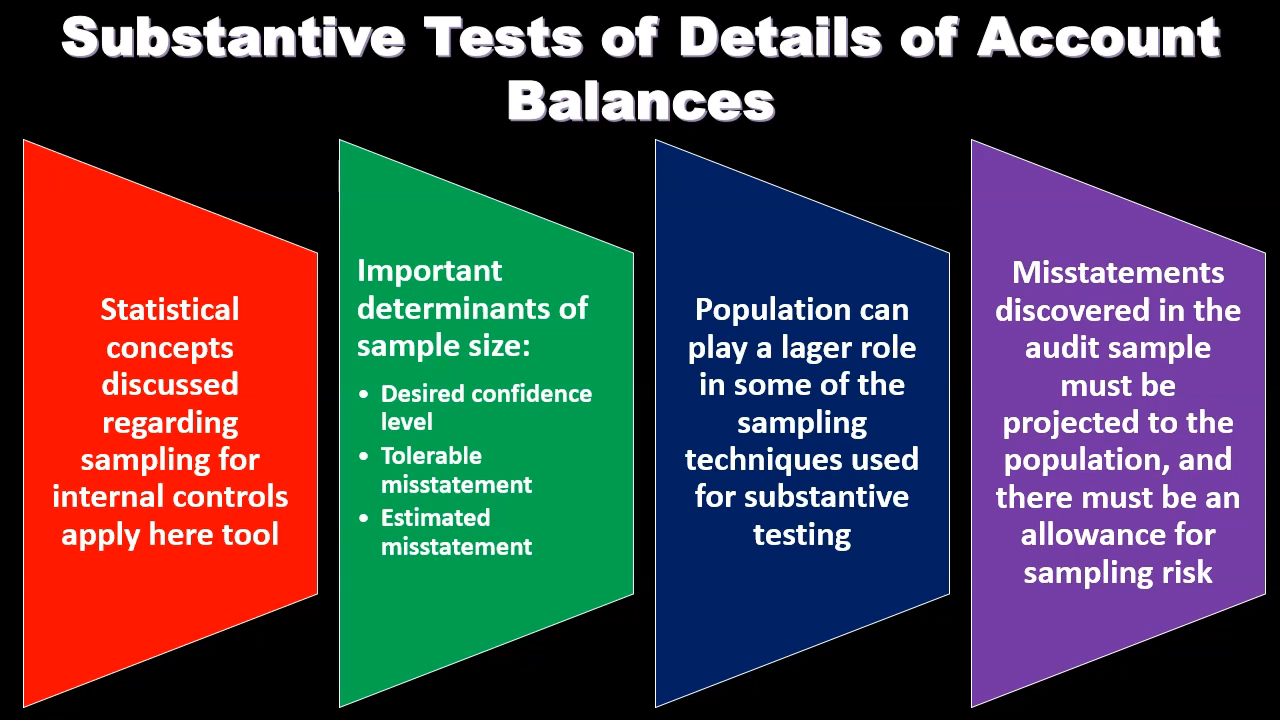 Substantive Tests of Details of Account
Balances
Statistical
concepts
discussed
regarding
sampling for
internal controls
apply here tool
Important
determinants of
sample size:
• Desired confidence
level
• Tolerable
misstatement
• Estimated
misstatement
Population can
play a lager role
in some of the
sampling
techniques used
for substantive
testing
Misstatements
discovered in the
audit sample
must be
projected to the
population, and
there must be an
allowance for
sampling risk